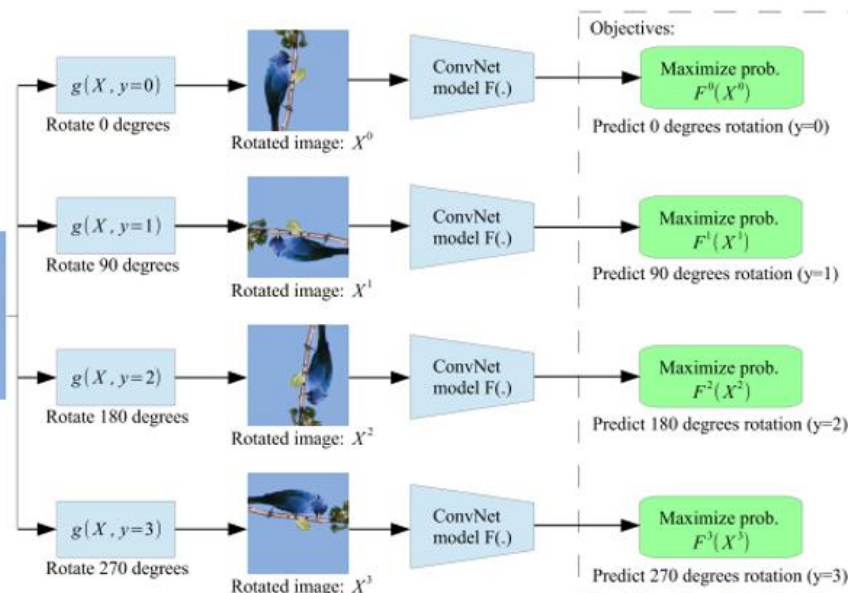 Objectives:
g(X, y=0)
Rotate 0 degrees
Rotated image: X⁰
ConvNet
model F(.)
Maximize prob.
F⁰(X⁰)
Predict 0 degrees rotation (y=0)
g(X, y=1)
Rotate 90 degrees
Rotated image: X¹
ConvNet
model F(.)
Maximize prob.
F¹(X¹)
Predict 90 degrees rotation (y=1)
g(X, y=2)
Rotate 180 degrees
Rotated image: X²
ConvNet
model F(.)
Maximize prob.
F²(X²)
Predict 180 degrees rotation (y=2)
g(X, y=3)
Rotate 270 degrees
Rotated image: X³
ConvNet
model F(.)
Maximize prob.
F³(X³)
Predict 270 degrees rotation (y=3)